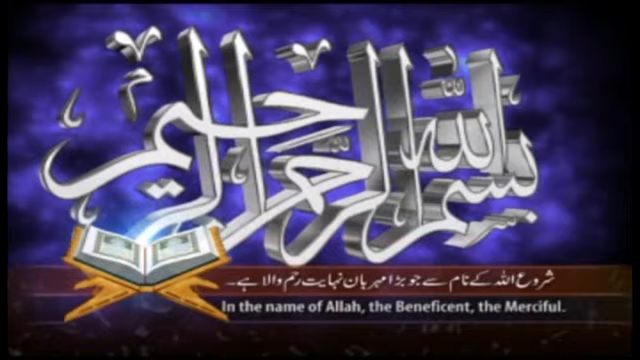 بسم الله الرحمن الرحيم
شروع اللہ کے نام سے جو بڑا مہربان نہایت رحم والا ہے۔
In the name of Allah, the Beneficent, the Merciful.